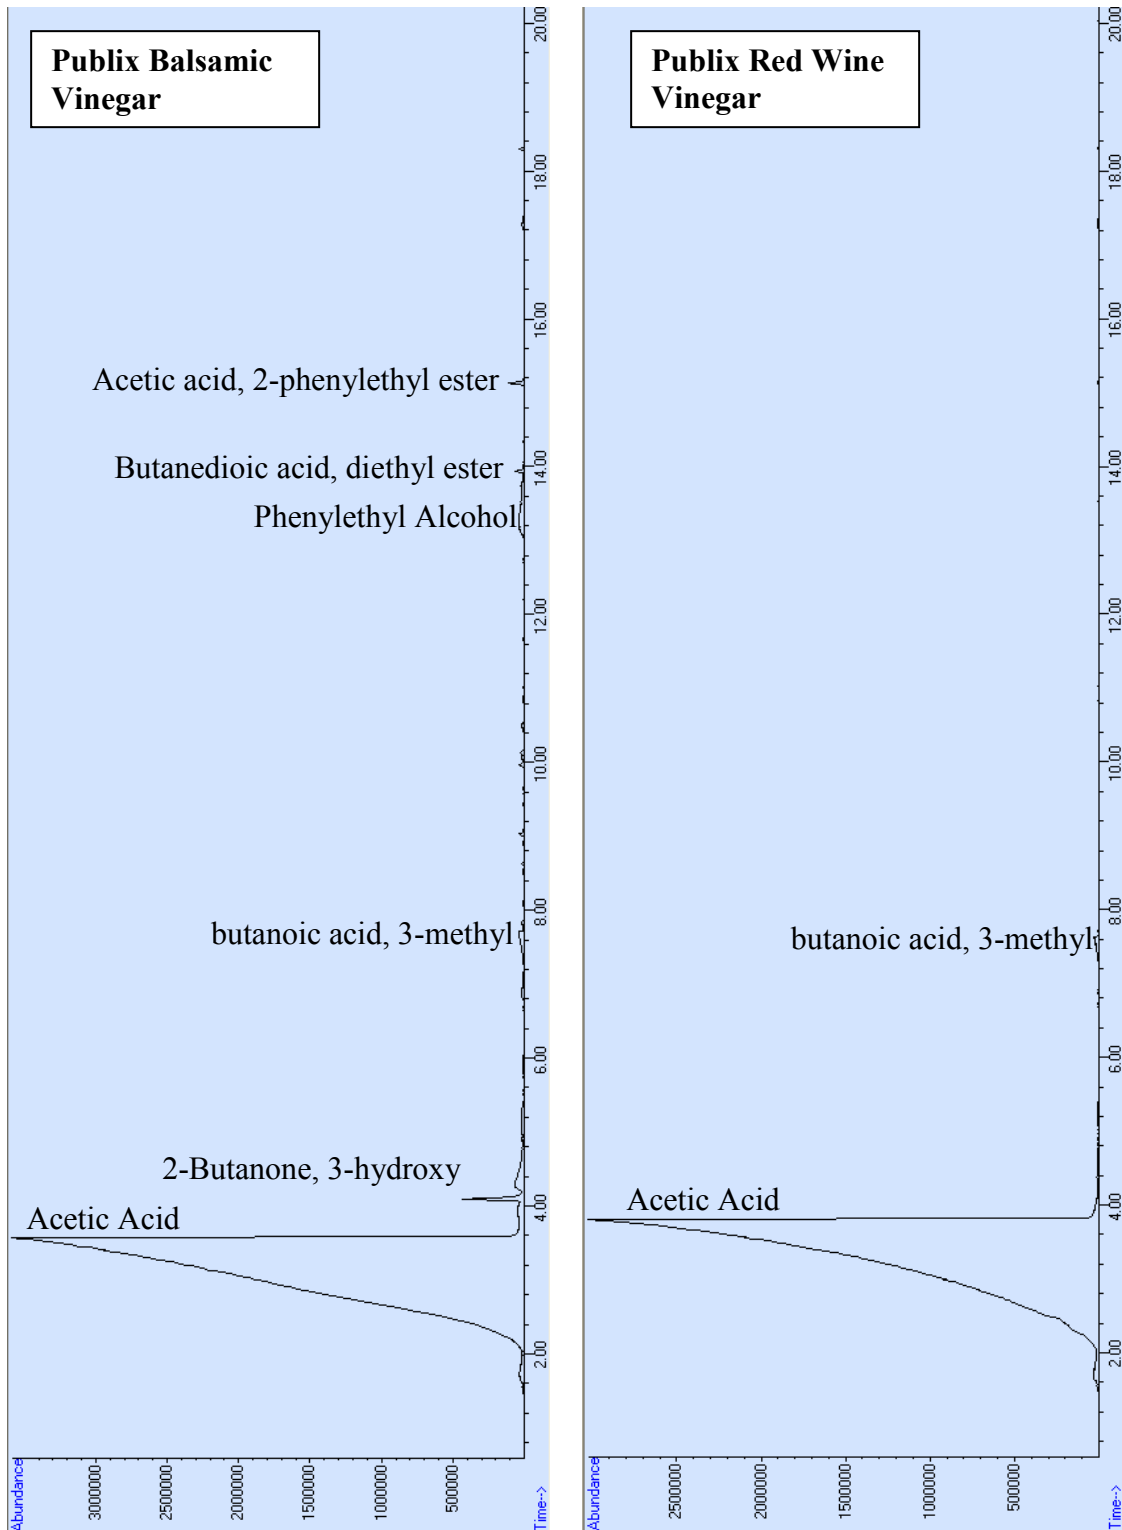 Publix Balsamic
Vinegar
Acetic acid, 2-phenylethyl ester
Butanedioic acid, diethyl ester
Phenylethyl Alcohol
butanoic acid, 3-methyl
2-Butanone, 3-hydroxy
Acetic Acid
20.00
18.00
16.00
14.00
12.00
10.00
8.00
6.00
4.00
2.00
Time-->
Abundance
3000000
2500000
2000000
1500000
1000000
500000
Publix Red Wine
Vinegar
butanoic acid, 3-methyl
Acetic Acid
20.00
18.00
16.00
14.00
12.00
10.00
8.00
6.00
4.00
2.00
Time-->
Abundance
2500000
2000000
1500000
1000000
500000